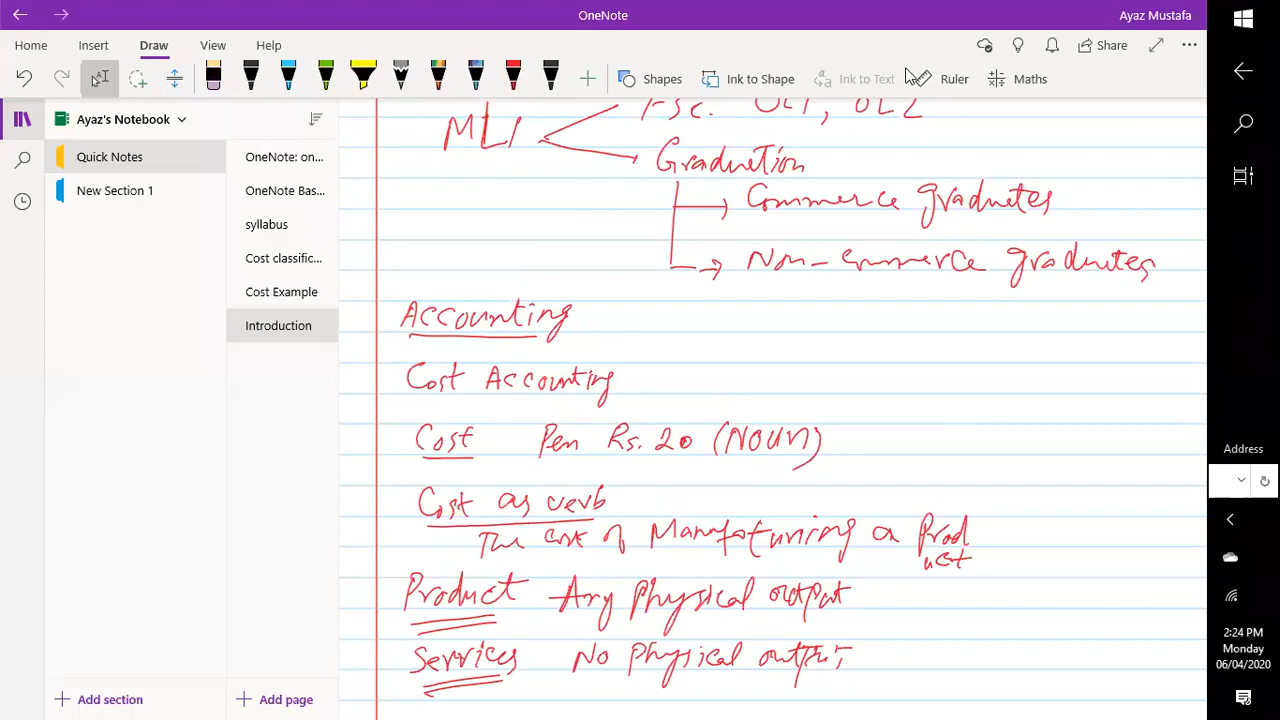 OneNote
Ayaz Mustafa
Home Insert Draw View Help
Share
Shapes Ink to Shape Ink to Text Ruler Maths
Ayaz's Notebook
Quick Notes
New Section 1
OneNote: on...
OneNote Bas...
syllabus
Cost classific...
Cost Example
Introduction
Add section
Add page
Graduation
Commerce graduates
Non-commerce graduates
Accounting
Cost Accounting
Cost Pen Rs. 20 (NOUN)
Cost as verb
The cost of Manufacturing a Prod
uct
Product Any Physical output
Services No Physical output
Address
2:24 PM
Monday
06/04/2020